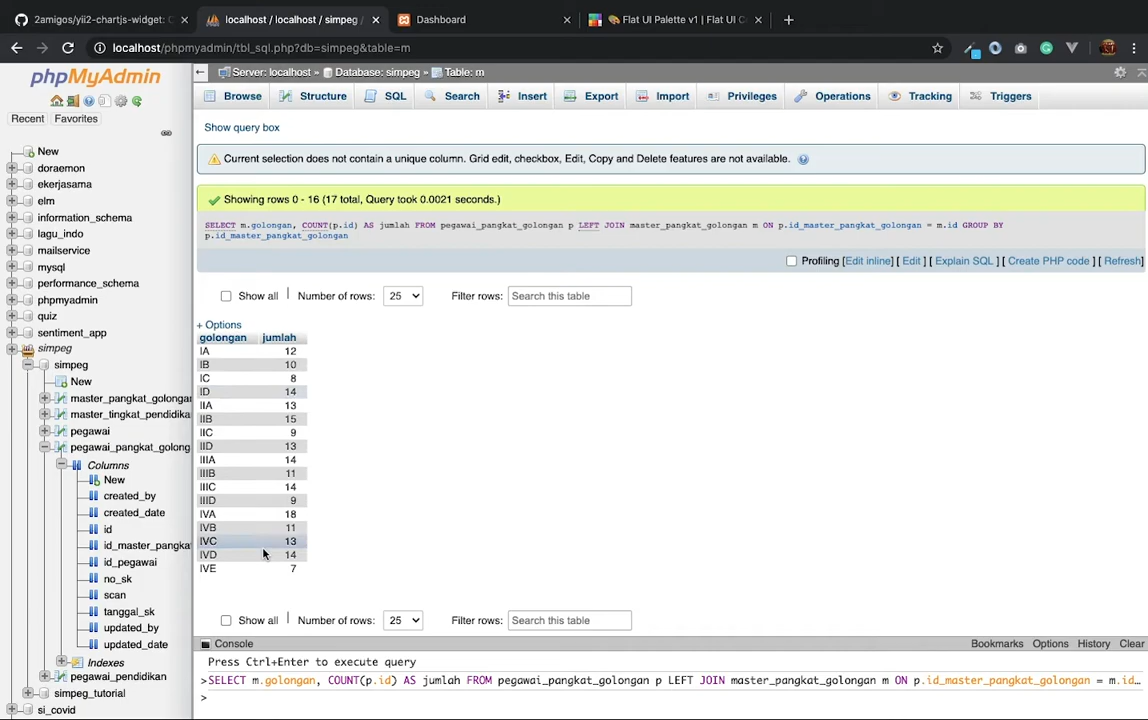 2amigos/yii2-chartjs-widget: C
localhost / localhost / simpeg /
Dashboard
Flat UI Palette v1 | Flat UI C
localhost/phpmyadmin/tbl_sql.php?db=simpeg&table=m
phpMyAdmin
Recent
Favorites
New
doraemon
ekerjasama
elm
information_schema
lagu_indo
mailservice
mysql
performance_schema
phpmyadmin
quiz
sentiment_app
simpeg
simpeg
New
master_pangkat_golongan
master_tingkat_pendidika
pegawai
pegawai_pangkat_golong
Columns
New
created_by
created_date
id
id_master_pangka
id_pegawai
no_sk
scan
tanggal_sk
updated_by
updated_date
Indexes
pegawai_pendidikan
simpeg_tutorial
si_covid
Server: localhost » Database: simpeg » Table: m
Browse
Structure
SQL
Search
Insert
Export
Import
Privileges
Operations
Tracking
Triggers
Show query box
Current selection does not contain a unique column. Grid edit, checkbox, Edit, Copy and Delete features are not available.
Showing rows 0 - 16 (17 total, Query took 0.0021 seconds.)
SELECT m.golongan, COUNT(p.id) AS jumlah FROM pegawai_pangkat_golongan p LEFT JOIN master_pangkat_golongan m ON p.id_master_pangkat_golongan = m.id GROUP BY
p.id_master_pangkat_golongan
Profiling [Edit inline] [ Edit ] [ Explain SQL ] [ Create PHP code ] [ Refresh]
Show all | Number of rows: 25 Filter rows: Search this table
+ Options
golongan jumlah
IA 12
IB 10
IC 8
ID 14
IIA 13
IIB 15
IIC 9
IID 13
IIIA 14
IIIB 11
IIIC 14
IIID 9
IVA 18
IVB 11
IVC 13
IVD 14
IVE 7
Show all | Number of rows: 25 Filter rows: Search this table
Console
Bookmarks Options History Clear
Press Ctrl+Enter to execute query
>SELECT m.golongan, COUNT(p.id) AS jumlah FROM pegawai_pangkat_golongan p LEFT JOIN master_pangkat_golongan m ON p.id_master_pangkat_golongan = m.id…
>